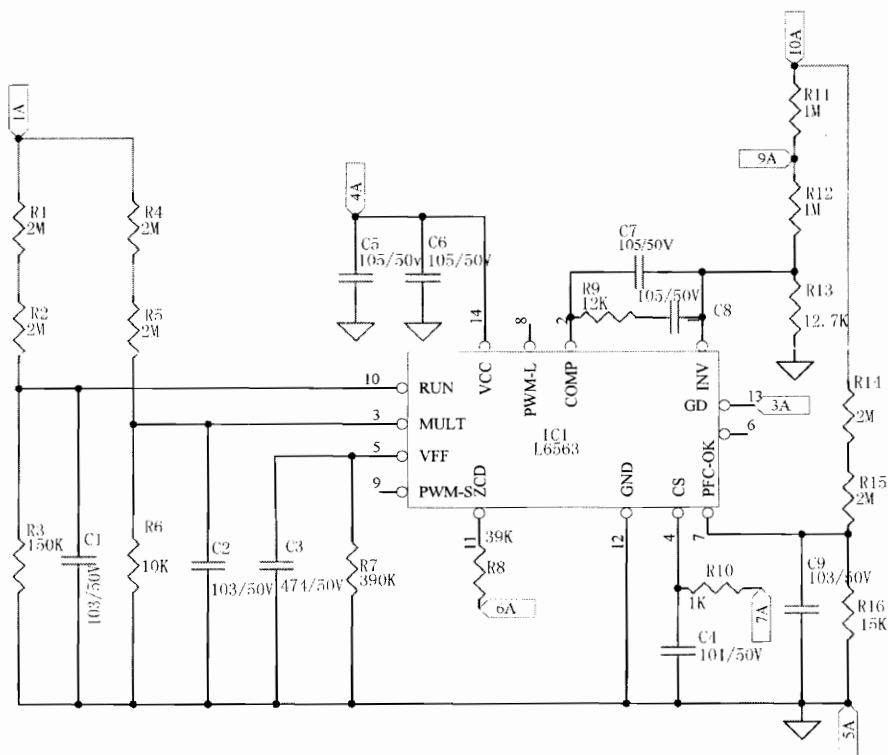 10A
R11
1M
1A
9A
4A
R1
2M
R4
2M
R12
1M
C7
105/50V
C5
105/50v
C6
105/50v
R9
12K
105/50V
C8
R13
12.7K
R2
2M
R5
2M
14
8
2
1
10
RUN
VCC
PWM-L
COMP
INV
R14
2M
GD
13
3A
3
MULT
6
IC1
L6563
5
VFF
9
PWM-S
ZCD
GND
CS
PFC-OK
R15
2M
R3
150K
C1
103/50V
R6
10K
C2
103/50V
C3
474/50V
R7
390K
11
39K
R8
6A
12
4
7
R10
1K
7A
C9
103/50V
R16
15K
C4
101/50V
5A